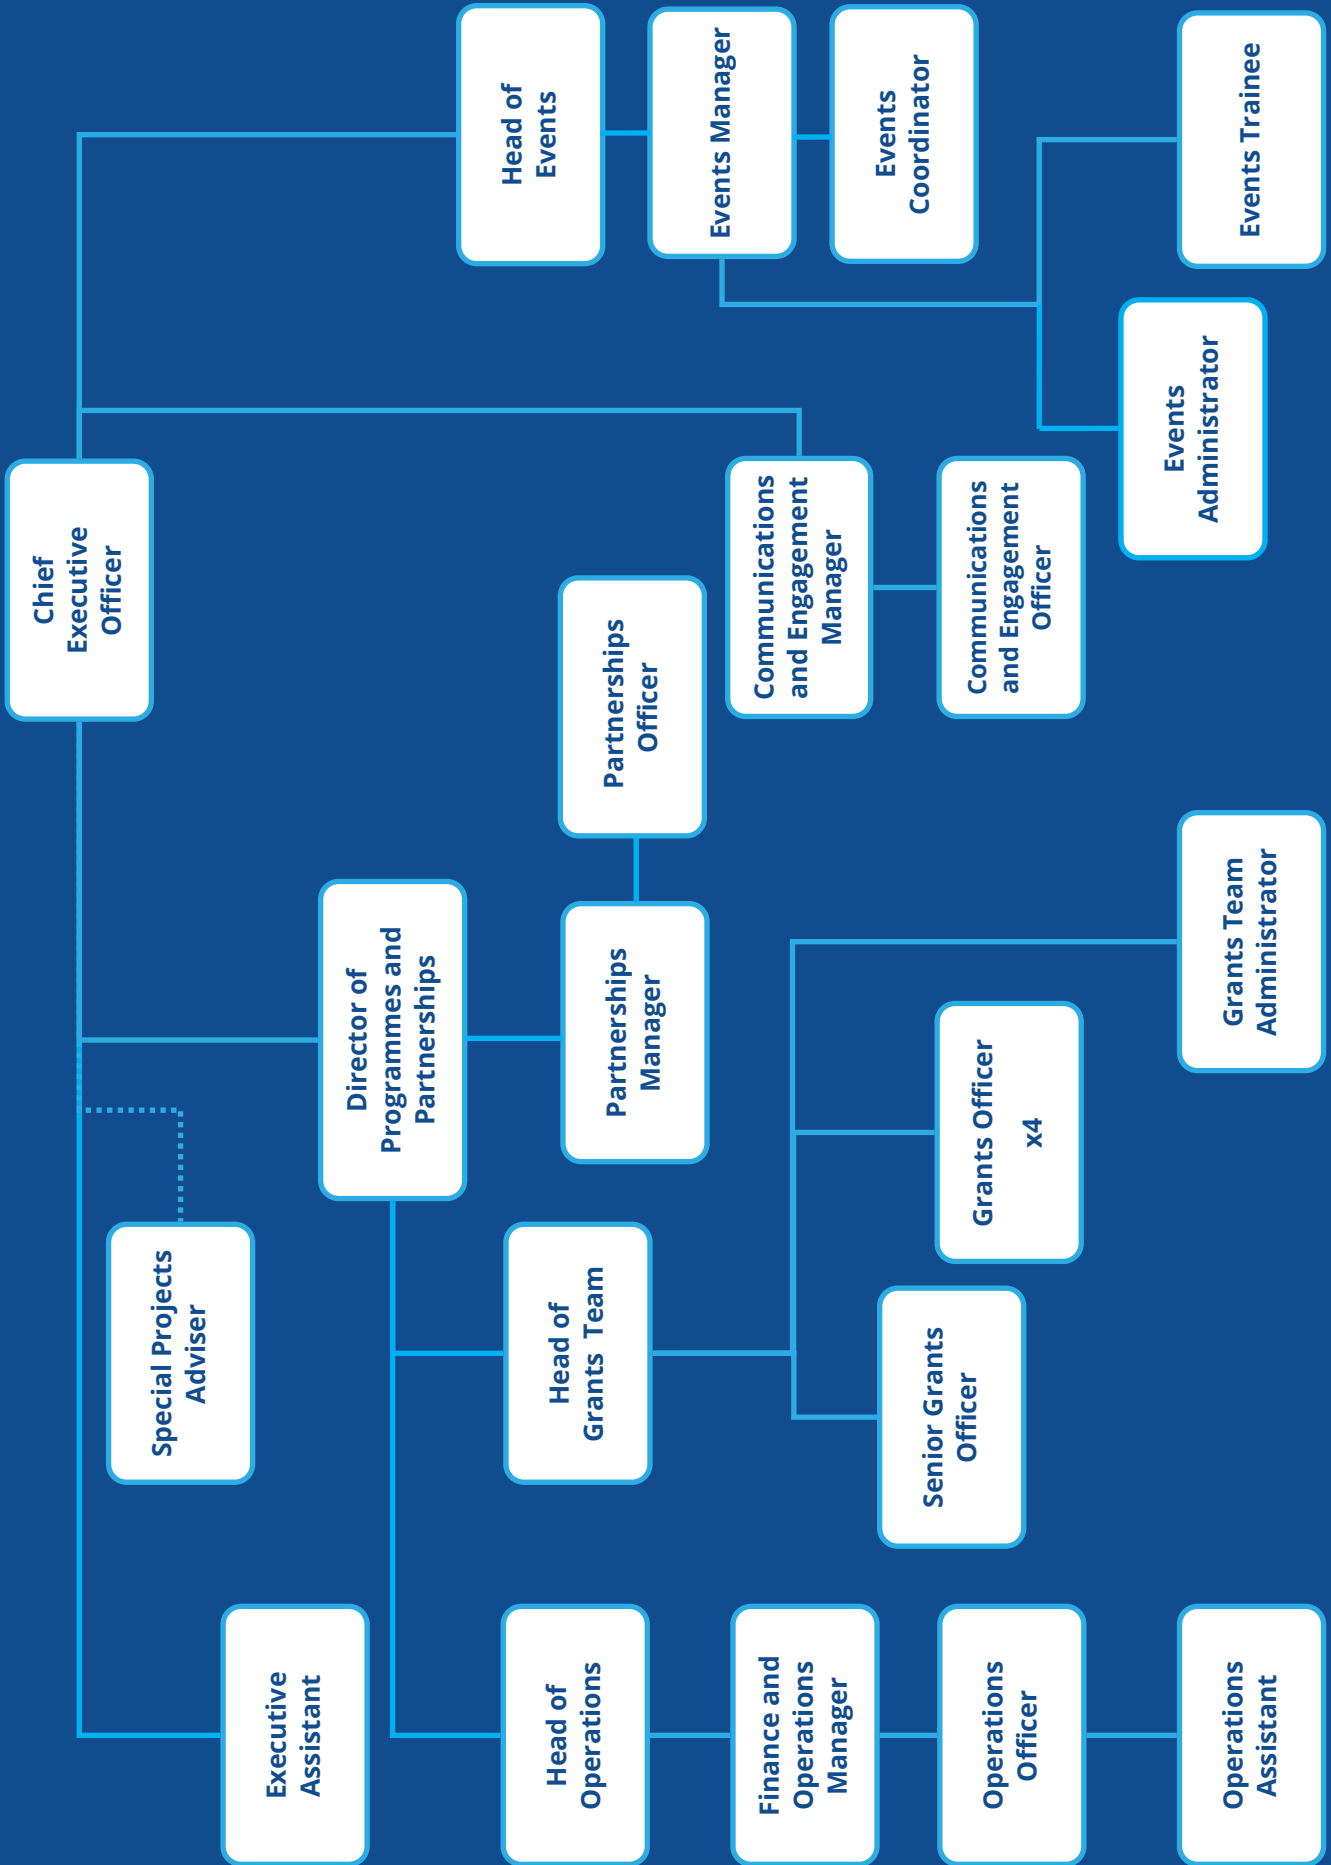 Chief
Executive
Officer
Special Projects
Adviser
Executive
Assistant
Director of
Programmes and
Partnerships
Head of
Events
Head of
Operations
Head of
Grants Team
Partnerships
Manager
Partnerships
Officer
Events Manager
Finance and
Operations
Manager
Communications
and Engagement
Manager
Events
Coordinator
Senior Grants
Officer
Operations
Officer
Grants Officer
x4
Communications
and Engagement
Officer
Events
Administrator
Operations
Assistant
Grants Team
Administrator
Events Trainee